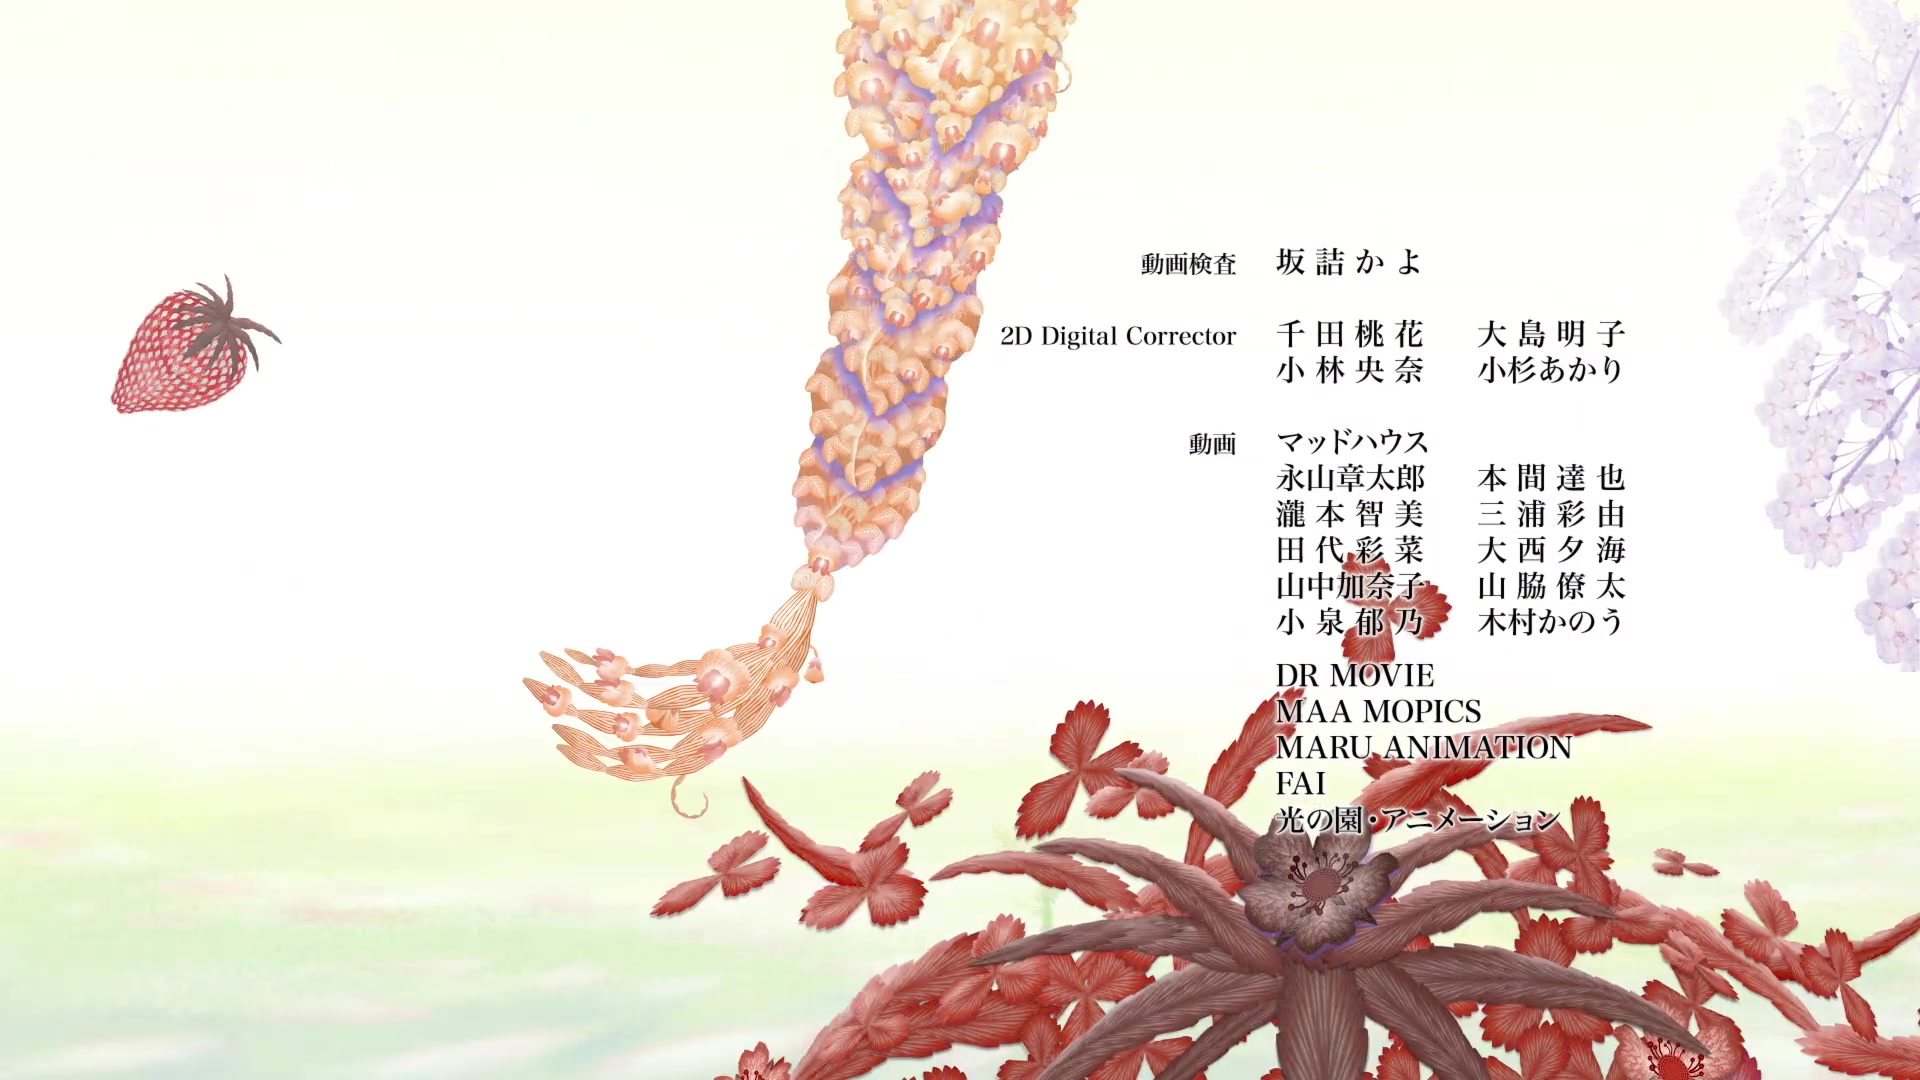 動画検査 坂詰かよ
2D Digital Corrector 千田桃花 大島明子
小林央奈 小杉あかり
動画 マッドハウス
永山章太郎 本間達也
瀧本智美 三浦彩由
田代彩菜 大西夕海
山中加奈子 山脇僚太
小泉郁乃 木村かのう
DR MOVIE
MAA MOPICS
MARU ANIMATION
FAI
光の園・アニメーション